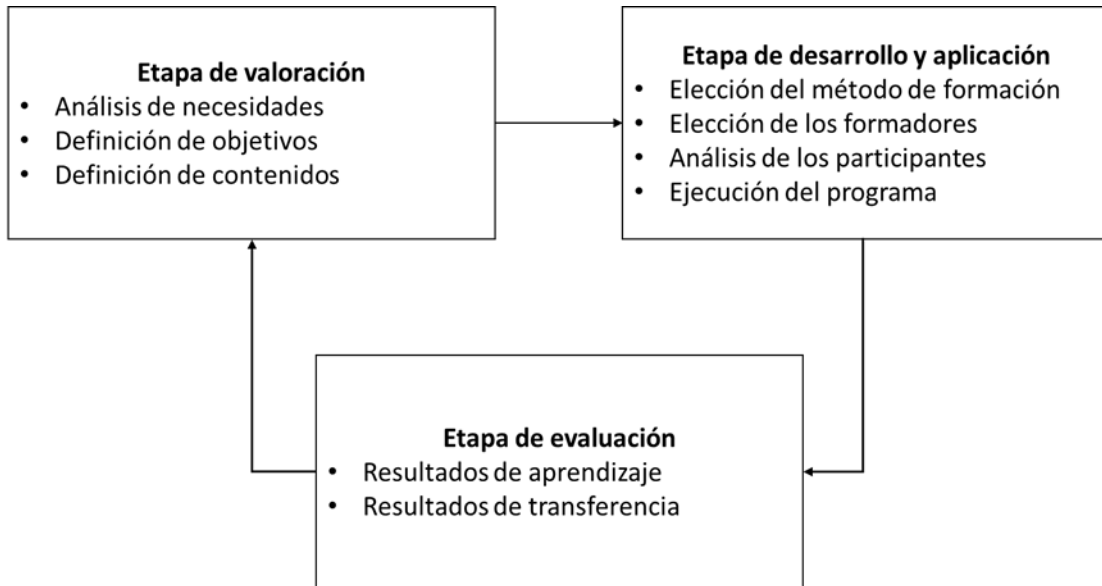 Etapa de valoración
• Análisis de necesidades
• Definición de objetivos
• Definición de contenidos
Etapa de desarrollo y aplicación
• Elección del método de formación
• Elección de los formadores
• Análisis de los participantes
• Ejecución del programa
Etapa de evaluación
• Resultados de aprendizaje
• Resultados de transferencia